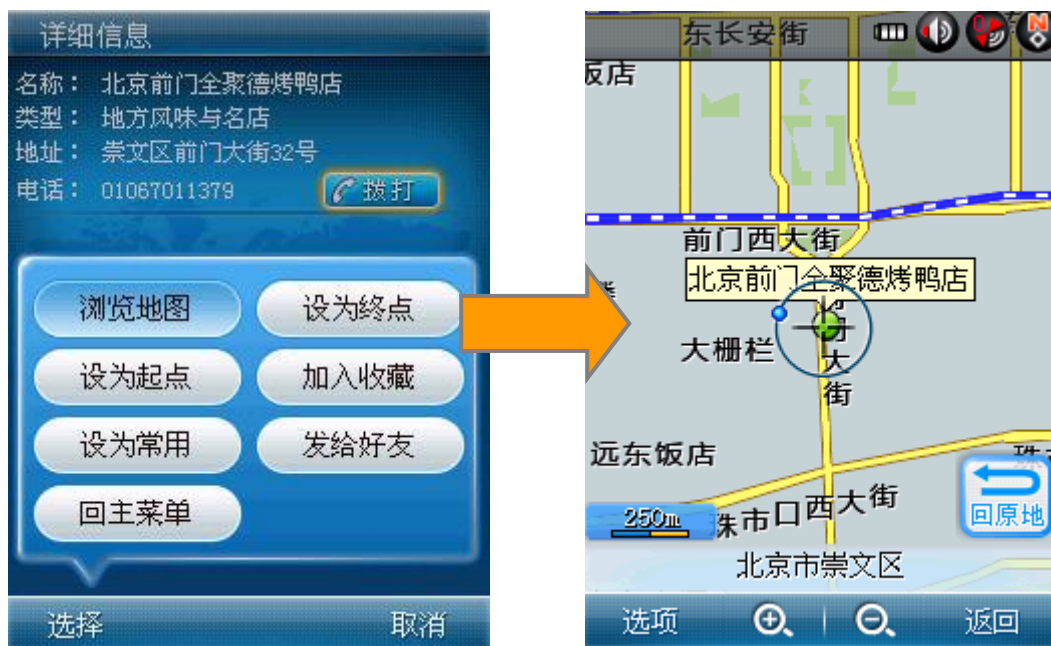 详细信息
名称： 北京前门全聚德烤鸭店
类型： 地方风味与名店
地址： 崇文区前门大街32号
电话： 01067011379 拨打
浏览地图 设为终点
设为起点 加入收藏
设为常用 发给好友
回主菜单
选择 取消
东长安街
饭店
前门西大街
北京前门全聚德烤鸭店
大栅栏
门大街
远东饭店
珠市口西大街
250m
回原地
北京市崇文区
选项 返回